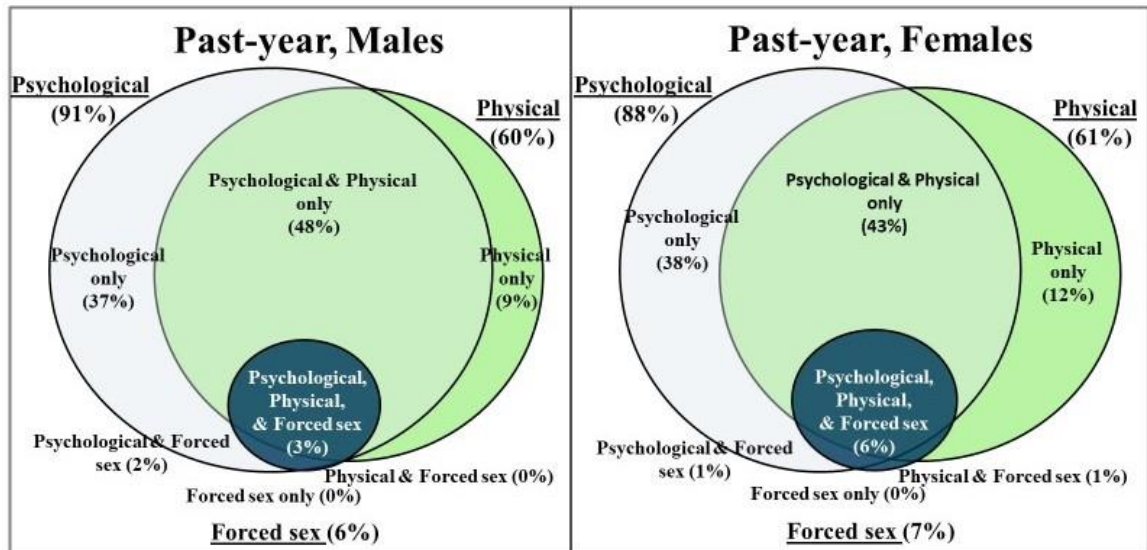 Past-year, Males
Psychological
(91%)
Physical
(60%)
Psychological & Physical
only
(48%)
Psychological
only
(37%)
Physical
only
(9%)
Psychological,
Physical,
& Forced sex
(3%)
Psychological & Forced
sex (2%)
Physical & Forced sex (0%)
Forced sex only (0%)
Forced sex (6%)
Past-year, Females
Psychological
(88%)
Physical
(61%)
Psychological & Physical
only
(43%)
Psychological
only
(38%)
Physical
only
(12%)
Psychological,
Physical,
& Forced sex
(6%)
Psychological & Forced
sex (1%)
Physical & Forced sex (1%)
Forced sex only (0%)
Forced sex (7%)